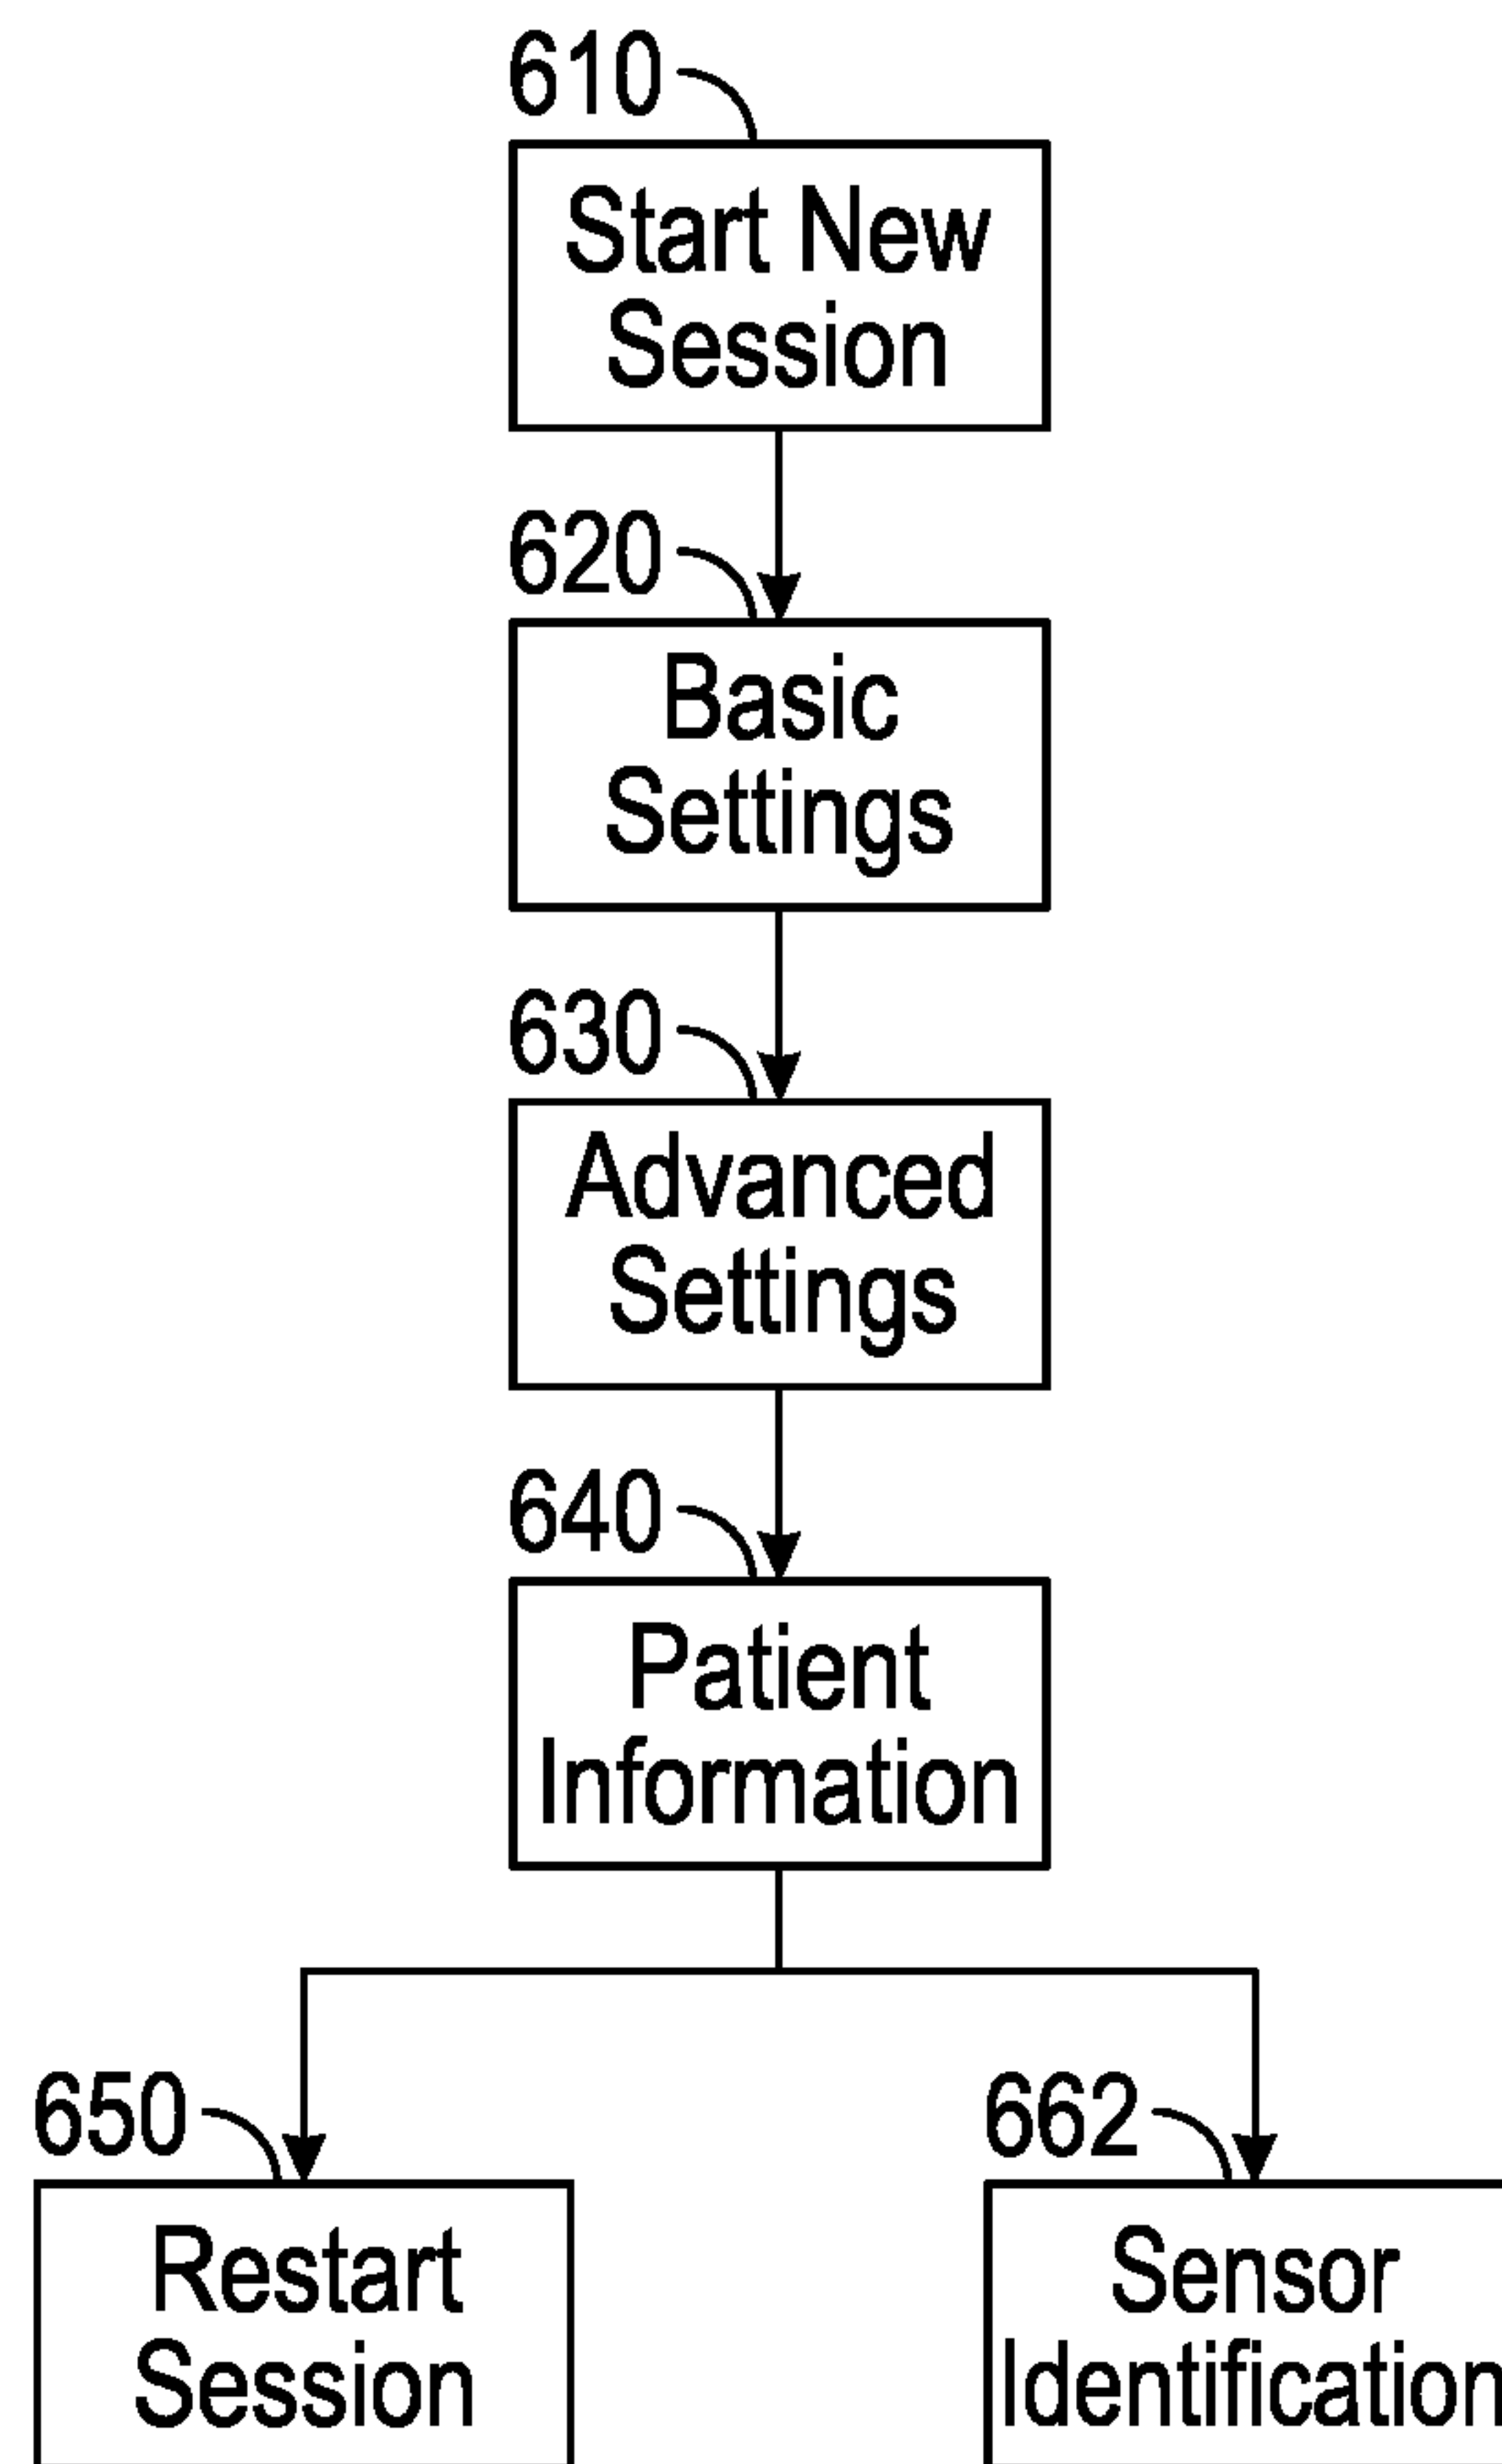 610
Start New
Session
620
Basic
Settings
630
Advanced
Settings
640
Patient
Information
650
Restart
Session
662
Sensor
Identification